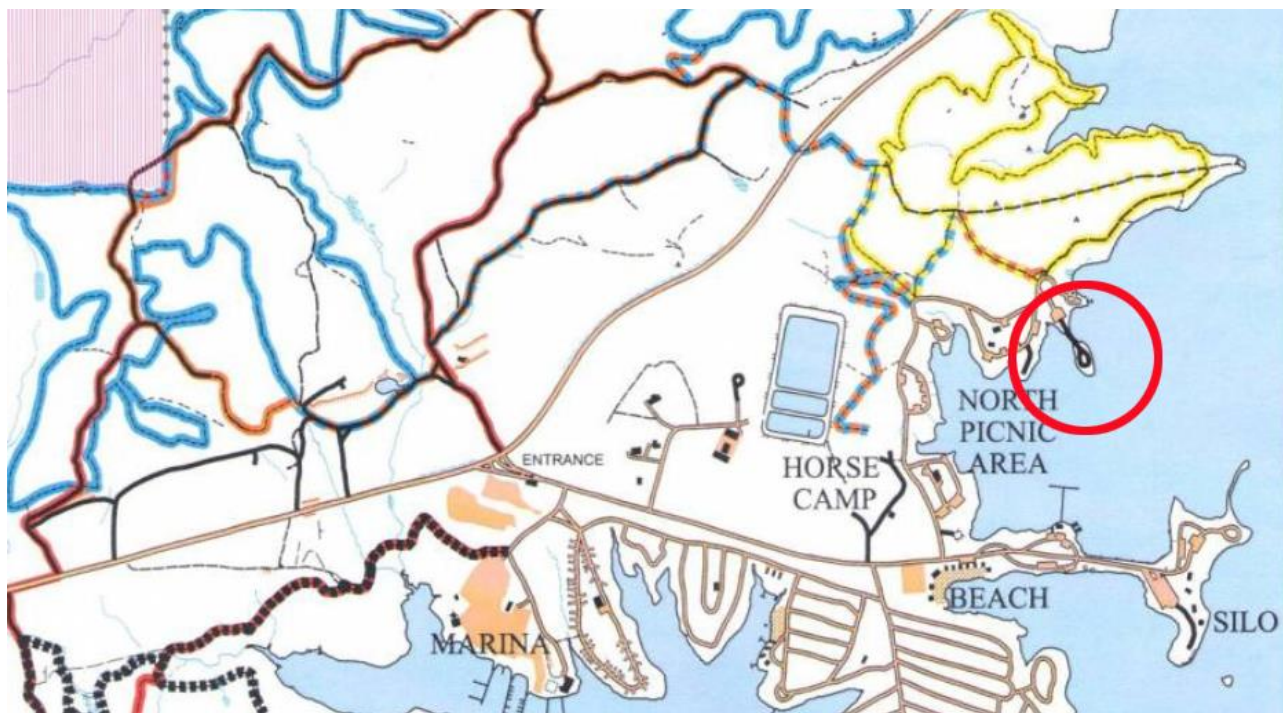 ENTRANCE
NORTH
PICNIC
AREA
HORSE
CAMP
BEACH
MARINA
SILO